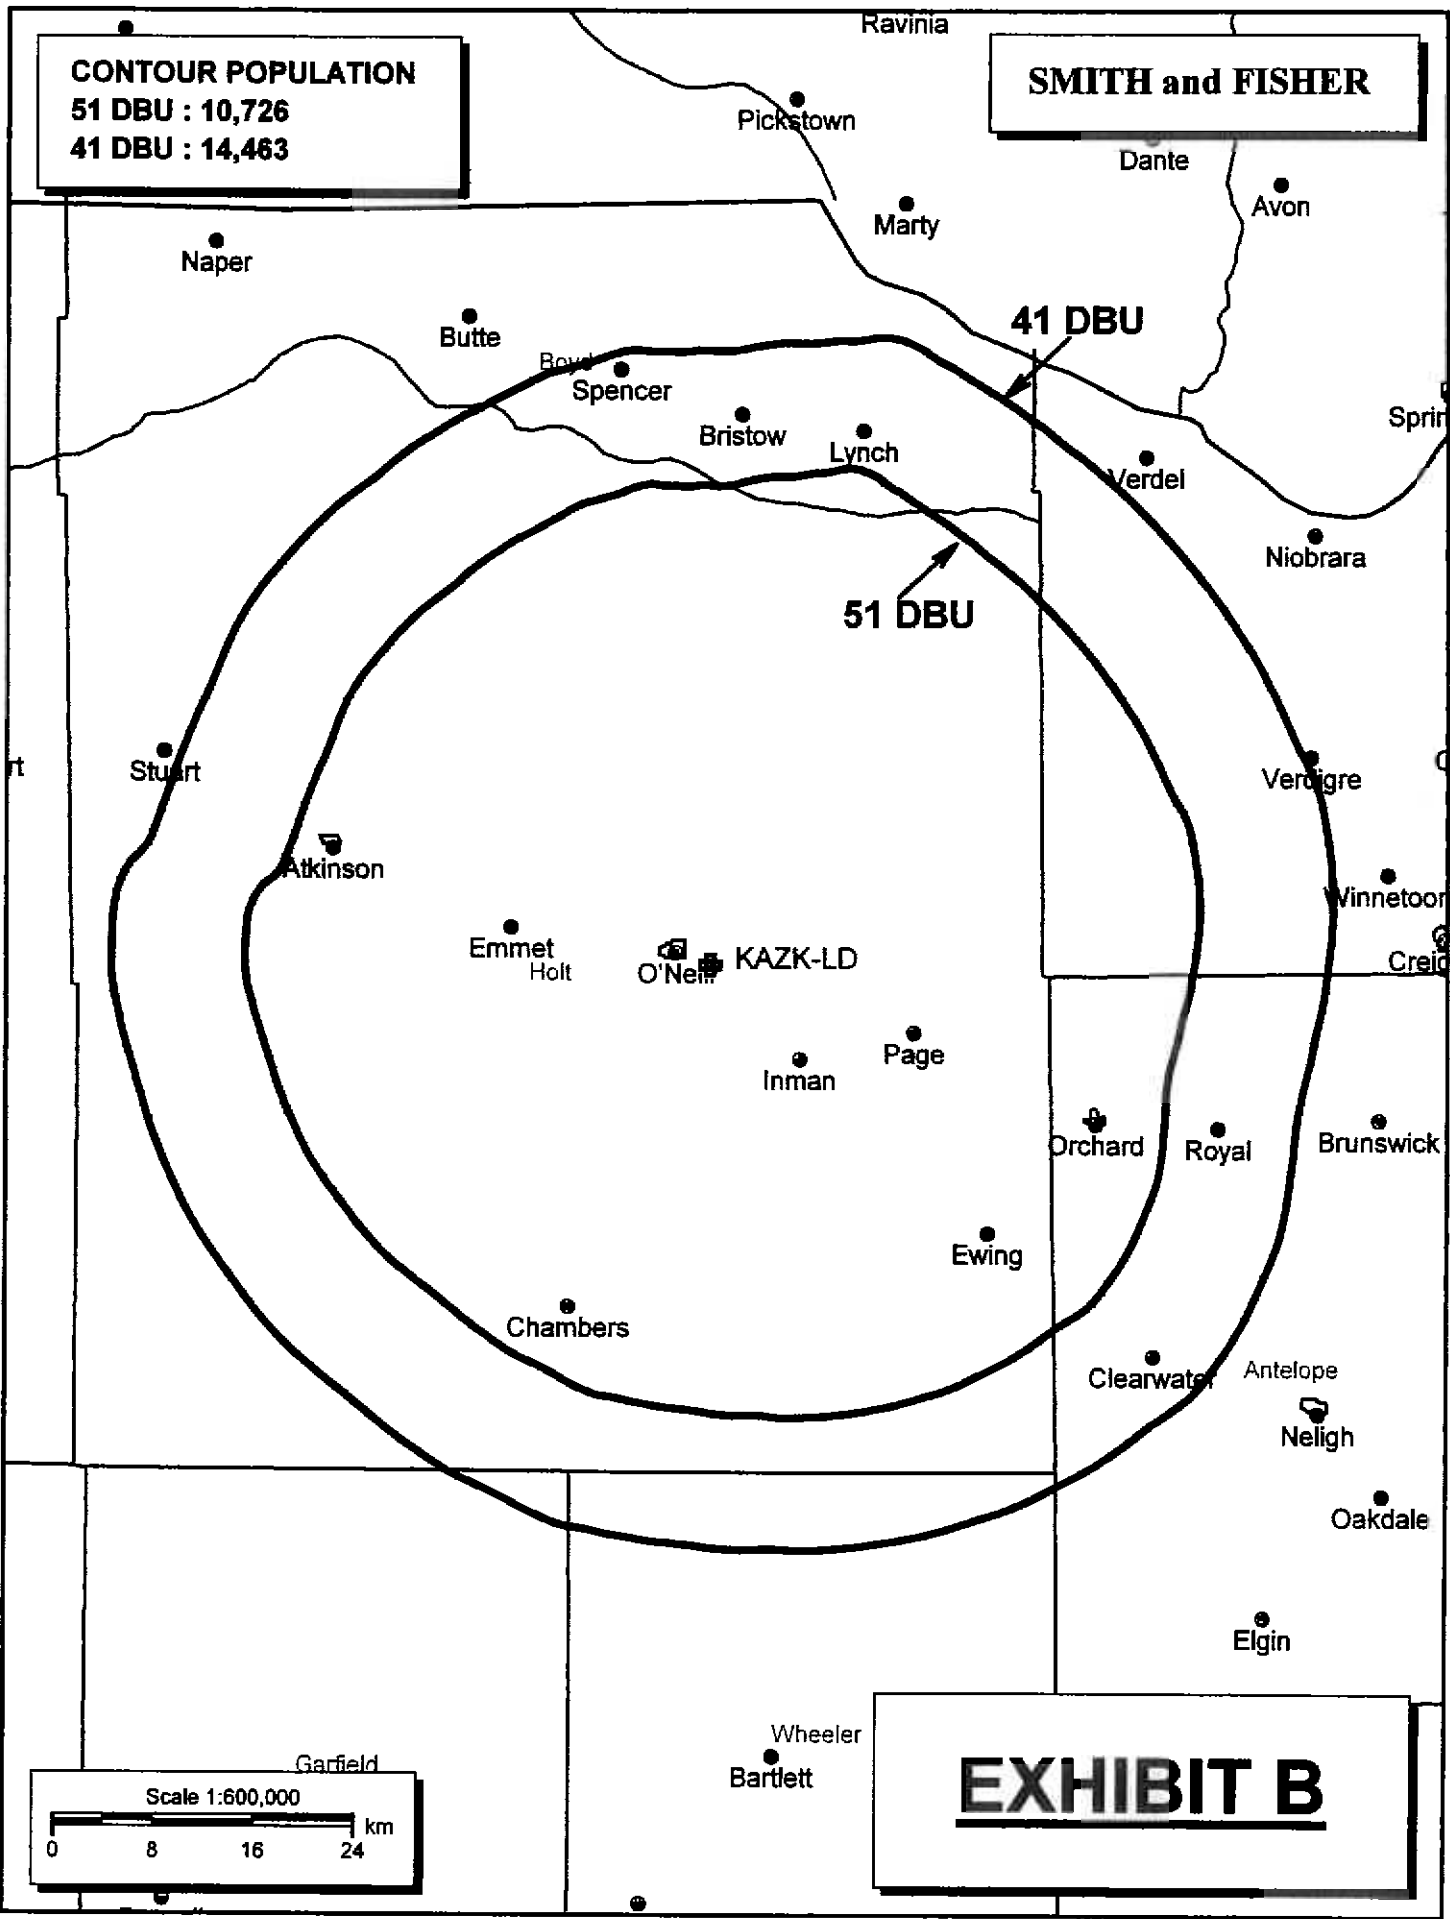 Ravinia
CONTOUR POPULATION
51 DBU : 10,726
41 DBU : 14,463
SMITH and FISHER
Pickstown
Dante
Avon
Marty
Naper
Butte
41 DBU
Boyd
Spencer
Bristow
Lynch
Verdel
Niobrara
51 DBU
Stuart
Verdigre
Atkinson
Emmet
Holt
O'Neill
KAZK-LD
Page
Inman
Orchard
Royal
Brunswick
Ewing
Chambers
Clearwater
Antelope
Neligh
Oakdale
Elgin
Wheeler
Bartlett
Garfield
Scale 1:600,000
km
0 8 16 24
EXHIBIT B